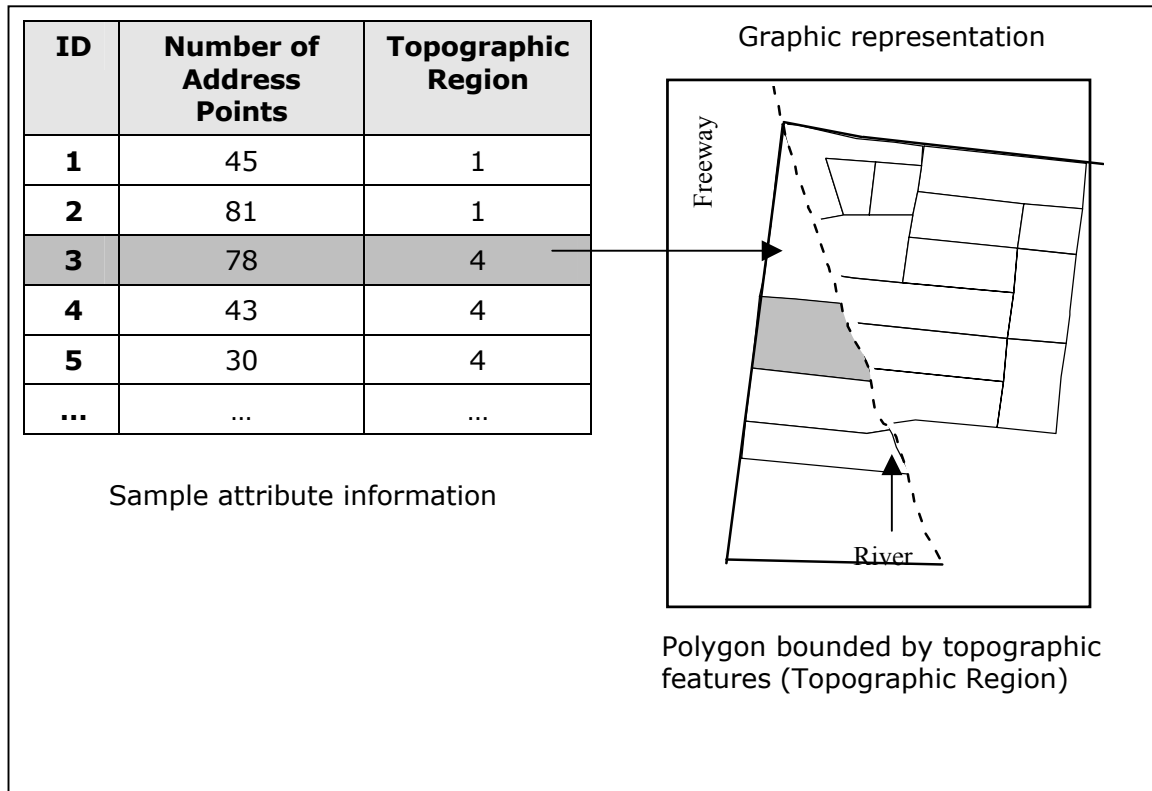 ID Number of Topographic
Address Region
Points
1 45 1
2 81 1
3 78 4
4 43 4
5 30 4
... ... ...
Sample attribute information
Graphic representation
Freeway
River
Polygon bounded by topographic
features (Topographic Region)